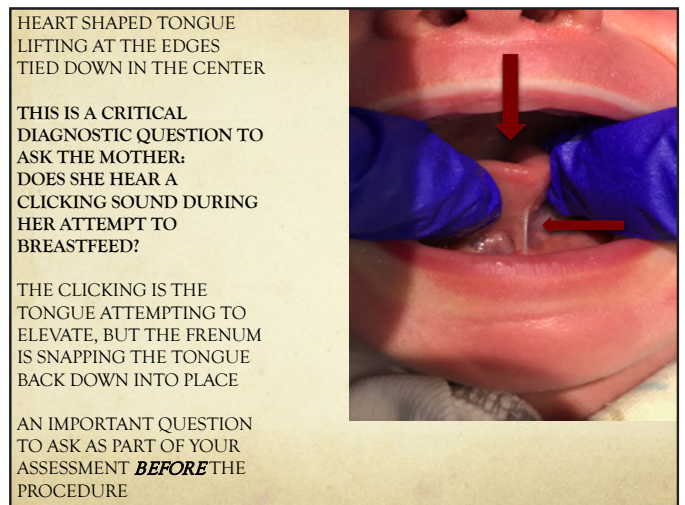 HEART SHAPED TONGUE
LIFTING AT THE EDGES
TIED DOWN IN THE CENTER
THIS IS A CRITICAL
DIAGNOSTIC QUESTION TO
ASK THE MOTHER:
DOES SHE HEAR A
CLICKING SOUND DURING
HER ATTEMPT TO
BREASTFEED?
THE CLICKING IS THE
TONGUE ATTEMPTING TO
ELEVATE, BUT THE FRENUM
IS SNAPPING THE TONGUE
BACK DOWN INTO PLACE
AN IMPORTANT QUESTION
TO ASK AS PART OF YOUR
ASSESSMENT BEFORE THE
PROCEDURE